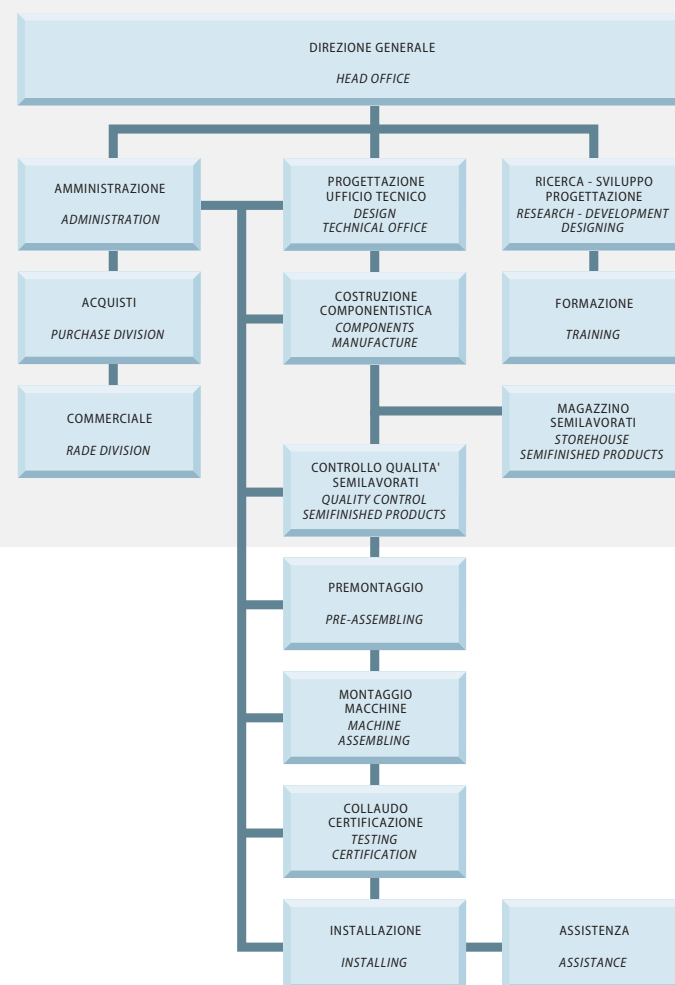 DIREZIONE GENERALE
HEAD OFFICE
AMMINISTRAZIONE
ADMINISTRATION
PROGETTAZIONE
UFFICIO TECNICO
DESIGN
TECHNICAL OFFICE
RICERCA - SVILUPPO
PROGETTAZIONE
RESEARCH - DEVELOPMENT
DESIGNING
ACQUISTI
PURCHASE DIVISION
COSTRUZIONE
COMPONENTISTICA
COMPONENTS
MANUFACTURE
FORMAZIONE
TRAINING
COMMERCIALE
RADE DIVISION
MAGAZZINO
SEMILAVORATI
STOREHOUSE
SEMIFINISHED PRODUCTS
CONTROLLO QUALITA'
SEMILAVORATI
QUALITY CONTROL
SEMIFINISHED PRODUCTS
PREMONTAGGIO
PRE-ASSEMBLING
MONTAGGIO
MACCHINE
MACHINE
ASSEMBLING
COLLAUDO
CERTIFICAZIONE
TESTING
CERTIFICATION
INSTALLAZIONE
INSTALLING
ASSISTENZA
ASSISTANCE